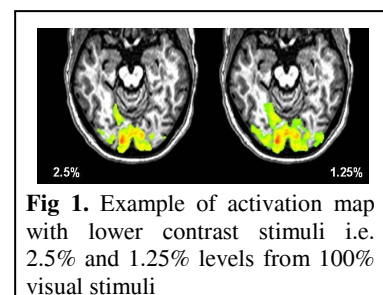 2.5%
1.25%
Fig 1. Example of activation map
with lower contrast stimuli i.e.
2.5% and 1.25% levels from 100%
visual stimuli